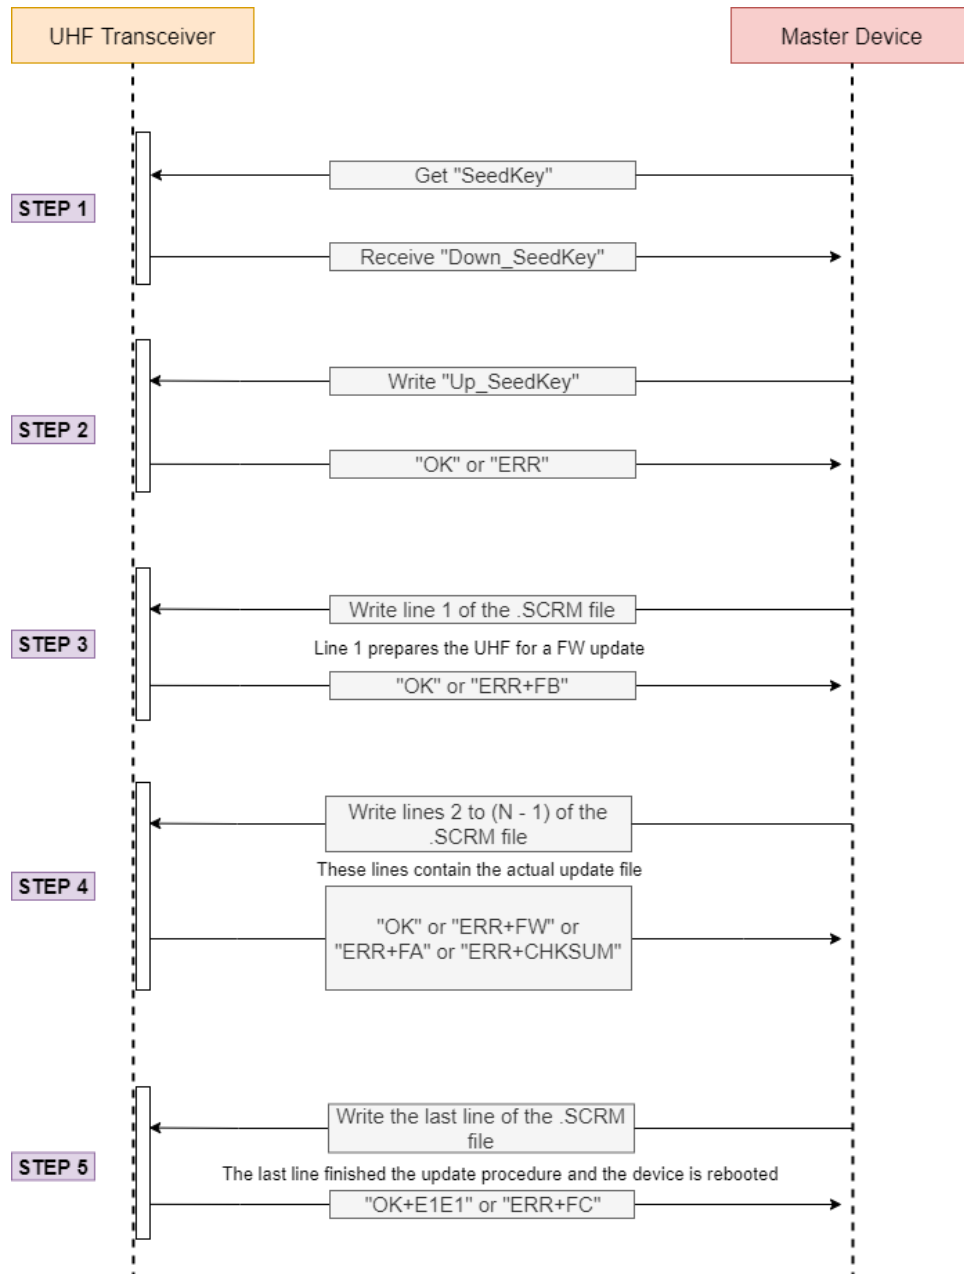 UHF Transceiver
Master Device
Get "SeedKey"
STEP 1
Receive "Down_SeedKey"
Write "Up_SeedKey"
STEP 2
"OK" or "ERR"
Write line 1 of the .SCRM file
STEP 3
Line 1 prepares the UHF for a FW update
"OK" or "ERR+FB"
Write lines 2 to (N - 1) of the
.SCRM file
These lines contain the actual update file
STEP 4
"OK" or "ERR+FW" or
"ERR+FA" or "ERR+CHKSUM"
Write the last line of the .SCRM
file
STEP 5
The last line finished the update procedure and the device is rebooted
"OK+E1E1" or "ERR+FC"